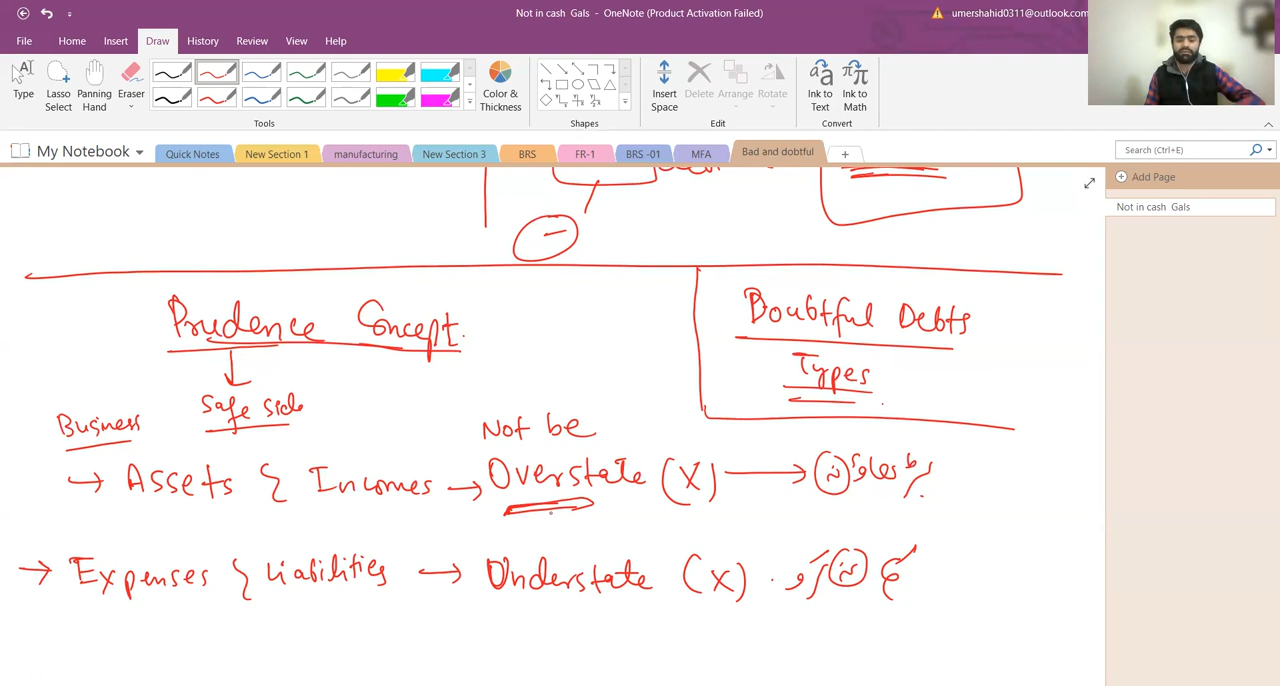 Not in cash Gals - OneNote (Product Activation Failed)
umershahid0311@outlook.com
File Home Insert Draw History Review View Help
Type Lasso Select Panning Hand Eraser Color & Thickness Insert Space Delete Arrange Rotate Ink to Text Ink to Math
Tools Shapes Edit Convert
My Notebook Quick Notes New Section 1 manufacturing New Section 3 BRS FR-1 BRS -01 MFA Bad and dobtful Search (Ctrl+E)
Add Page
Not in cash Gals
Prudence Concept.
Doubtful Debts
Types
Safe Side
Business
Not be
→ Assets & Incomes → Overstate (X) →
→ Expenses & Liabilities → Understate (X) .